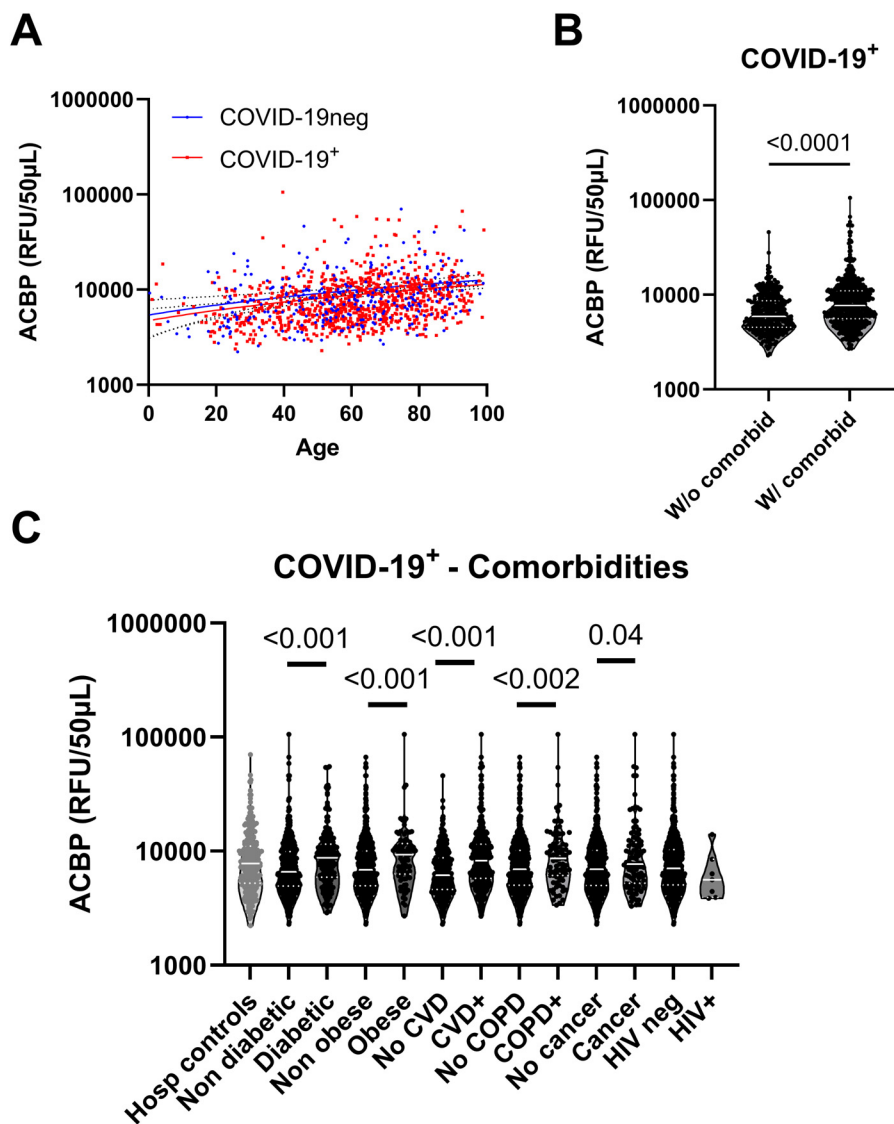 A
1000000
100000
10000
1000
ACBP (RFU/50µL)
COVID-19neg
COVID-19+
0 20 40 60 80 100
Age
B
COVID-19+
1000000
100000
10000
1000
ACBP (RFU/50µL)
<0.0001
W/o comorbid
W/ comorbid
C
COVID-19+ - Comorbidities
1000000
100000
10000
1000
ACBP (RFU/50µL)
<0.001 <0.001 0.04
<0.001 <0.002
Hosp controls
Non diabetic
Diabetic
Non obese
Obese
No CVD
CVD+
No COPD
COPD+
No cancer
Cancer
HIV neg
HIV+